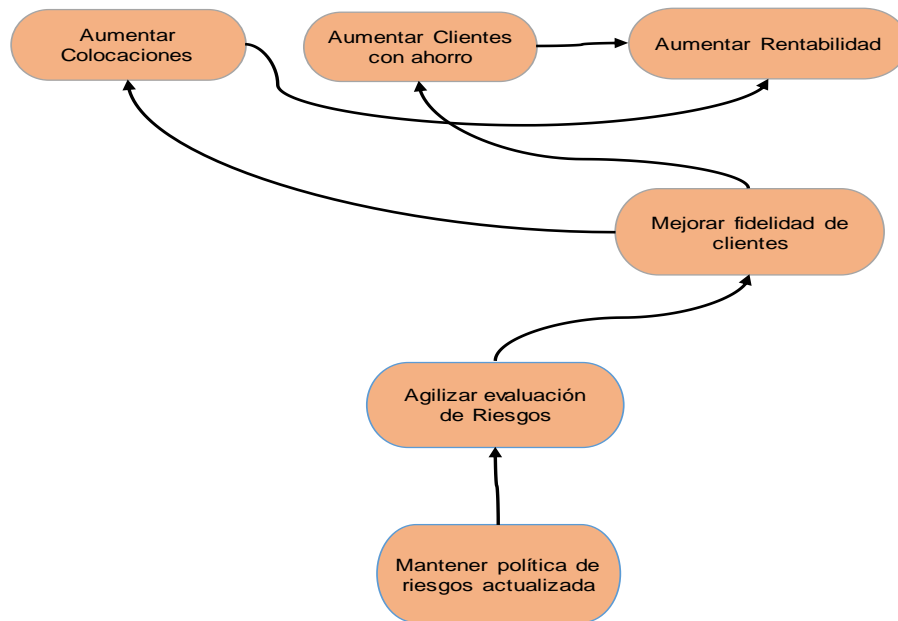 Aumentar
Colocaciones
Aumentar Clientes
con ahorro
Aumentar Rentabilidad
Mejorar fidelidad de
clientes
Agilizar evaluación
de Riesgos
Mantener política de
riesgos actualizada